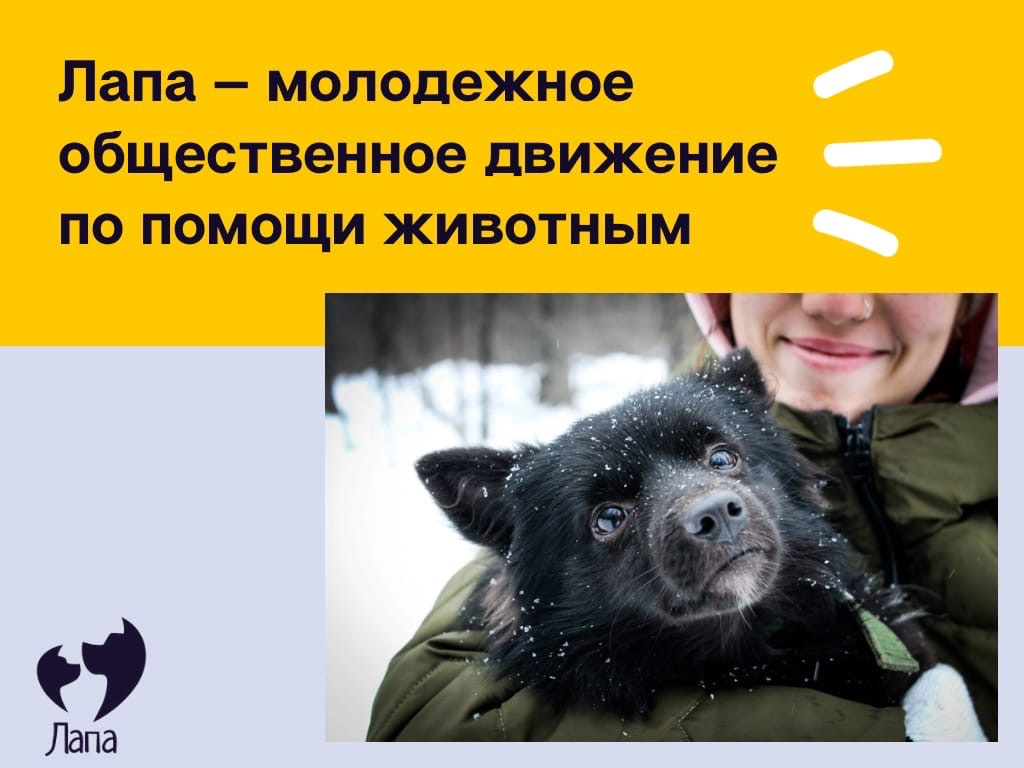 Лапа – молодежное
общественное движение
по помощи животным
Лапа